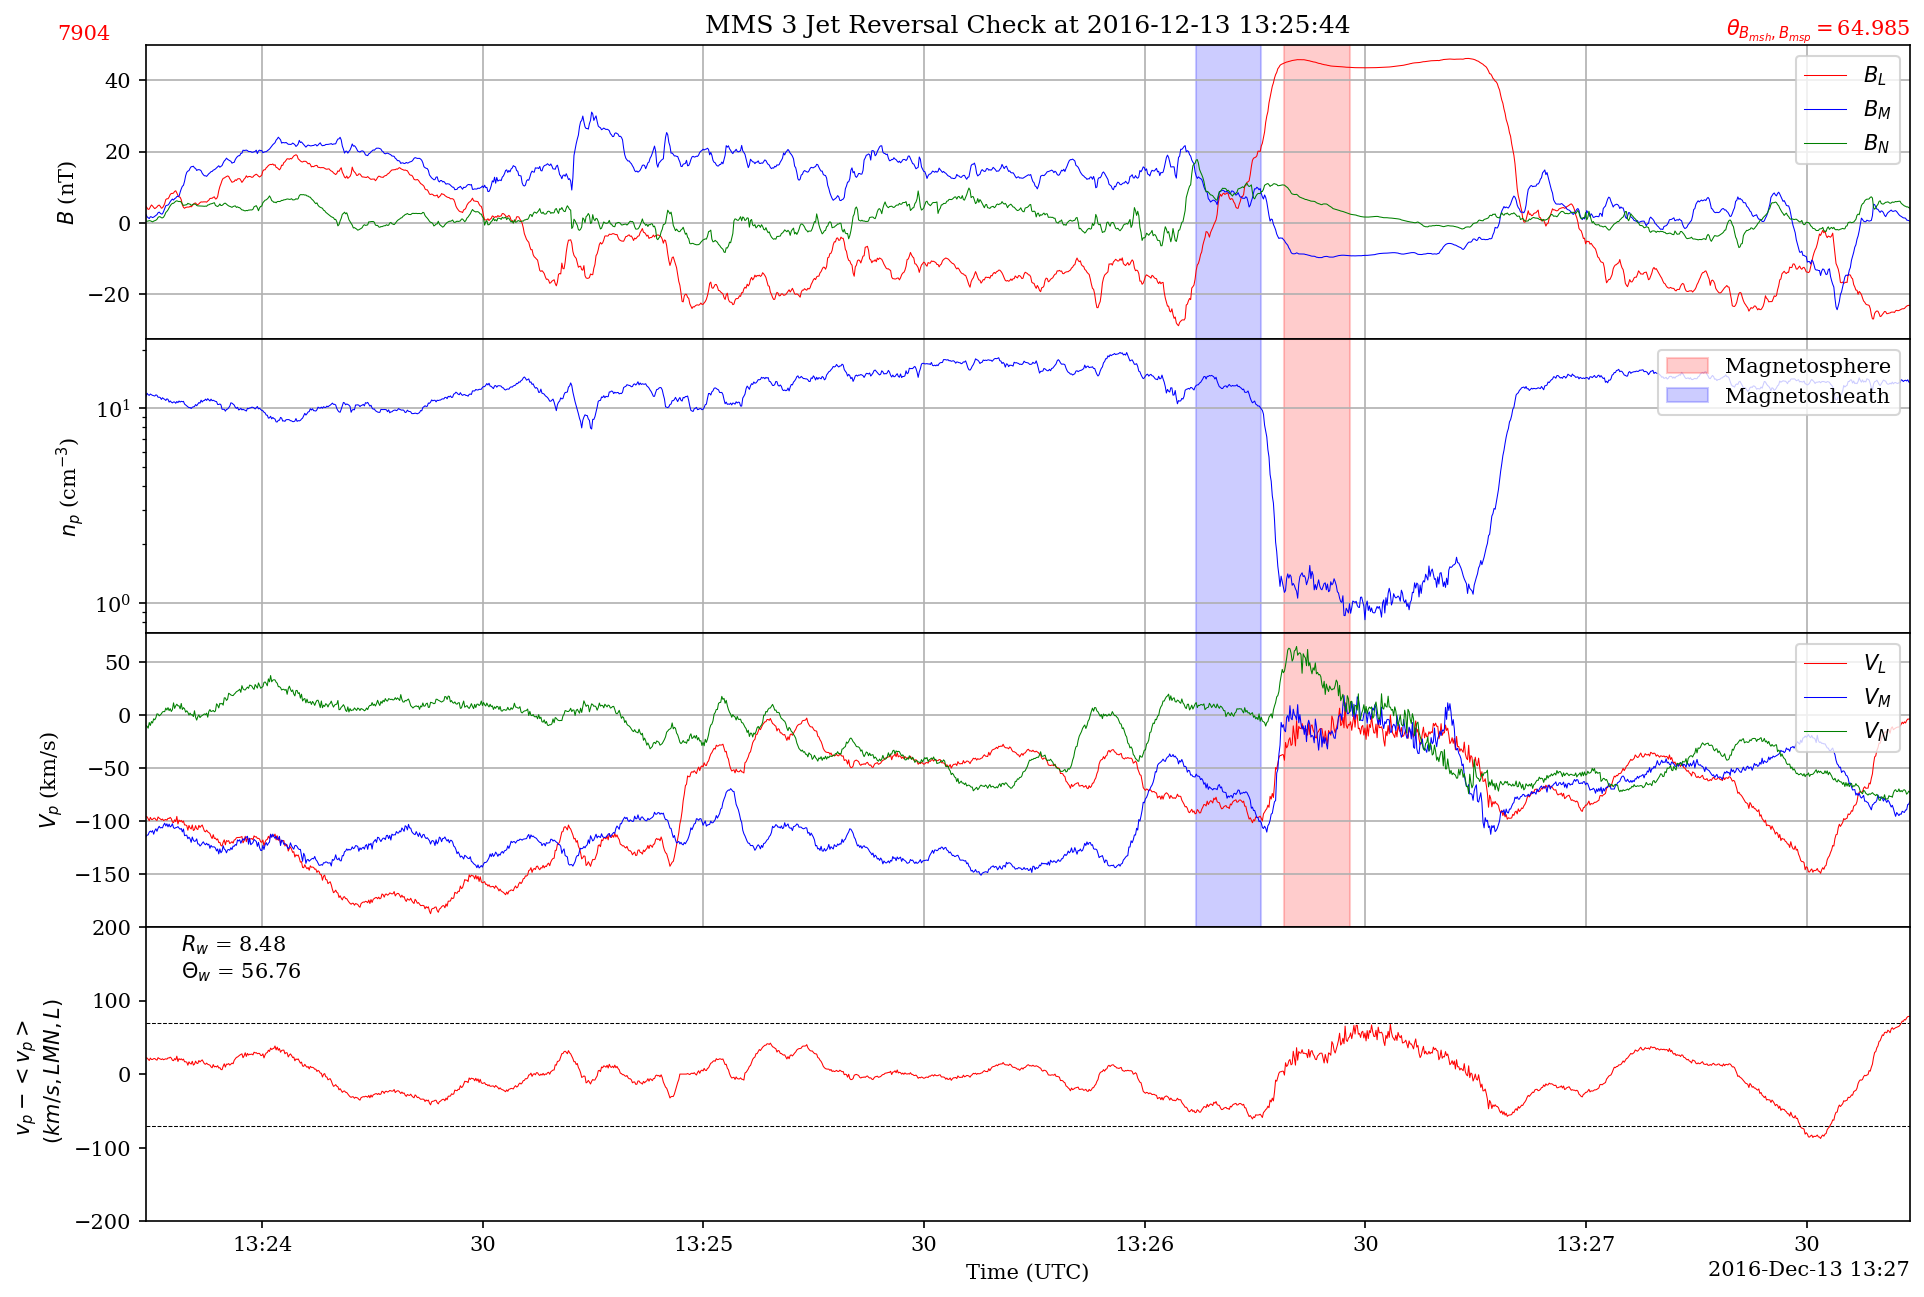 MMS 3 Jet Reversal Check at 2016-12-13 13:25:44
7904
θ_{B_{msh}, B_{msp}} = 64.985
40
20
0
−20
B (nT)
B_L
B_M
B_N
10^1
10^0
n_p (cm^{−3})
Magnetosphere
Magnetosheath
50
0
−50
−100
−150
200
V_p (km/s)
V_L
V_M
V_N
R_w = 8.48
Θ_w = 56.76
100
0
−100
−200
v_p − < v_p >
(km/s, LMN, L)
13:24
30
13:25
30
13:26
30
13:27
30
Time (UTC)
2016-Dec-13 13:27